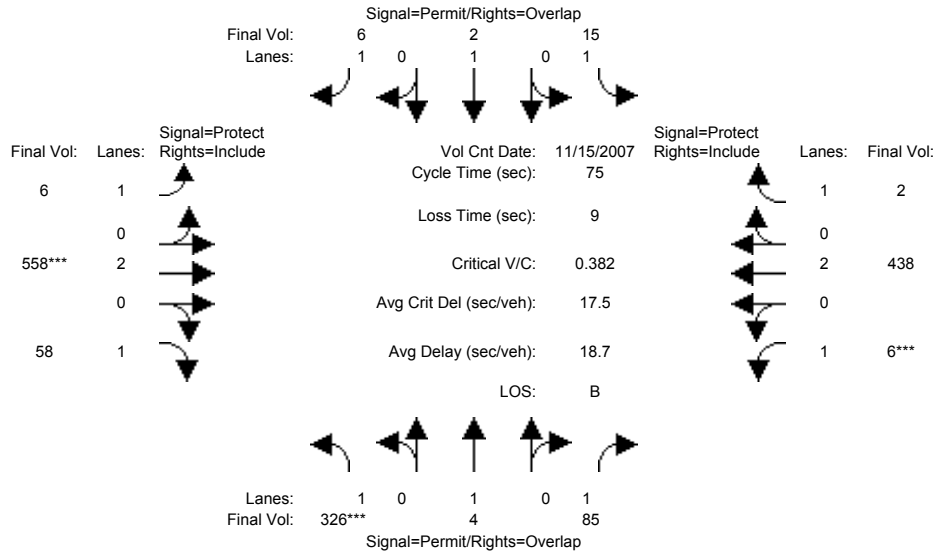 Signal=Permit/Rights=Overlap
Final Vol: 6 2 15
Lanes: 1 0 1 0 1
Signal=Protect Signal=Protect
Final Vol: Lanes: Rights=Include Vol Cnt Date: 11/15/2007 Rights=Include Lanes: Final Vol:
Cycle Time (sec): 75
6 1 1 2
Loss Time (sec): 9
0 0
558*** 2 Critical V/C: 0.382 2 438
0 Avg Crit Del (sec/veh): 17.5 0
58 1 Avg Delay (sec/veh): 18.7 1 6***
LOS: B
Lanes: 1 0 1 0 1
Final Vol: 326*** 4 85
Signal=Permit/Rights=Overlap